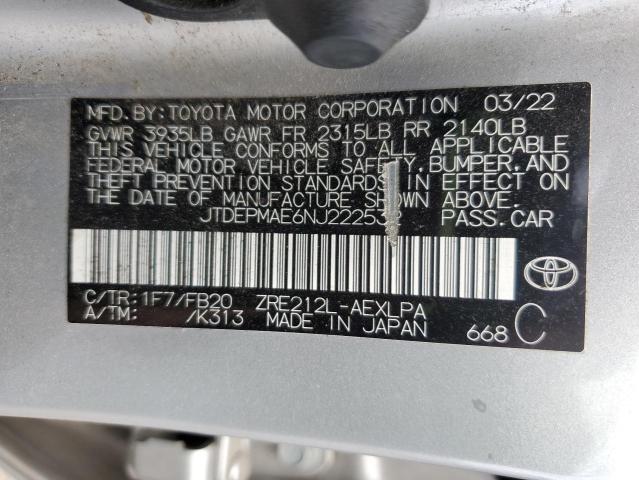 MFD. BY: TOYOTA MOTOR CORPORATION 03/22
GVWR 3935LB GAWR FR 2315LB RR 2140LB
THIS VEHICLE CONFORMS TO ALL APPLICABLE
FEDERAL MOTOR VEHICLE SAFETY, BUMPER, AND
THEFT PREVENTION STANDARDS IN EFFECT ON
THE DATE OF MANUFACTURE SHOWN ABOVE.
PASS. CAR
C/TR: 1F7/FB20 ZRE212L-AEXLPA
A/TM: /K313 MADE IN JAPAN 668 C